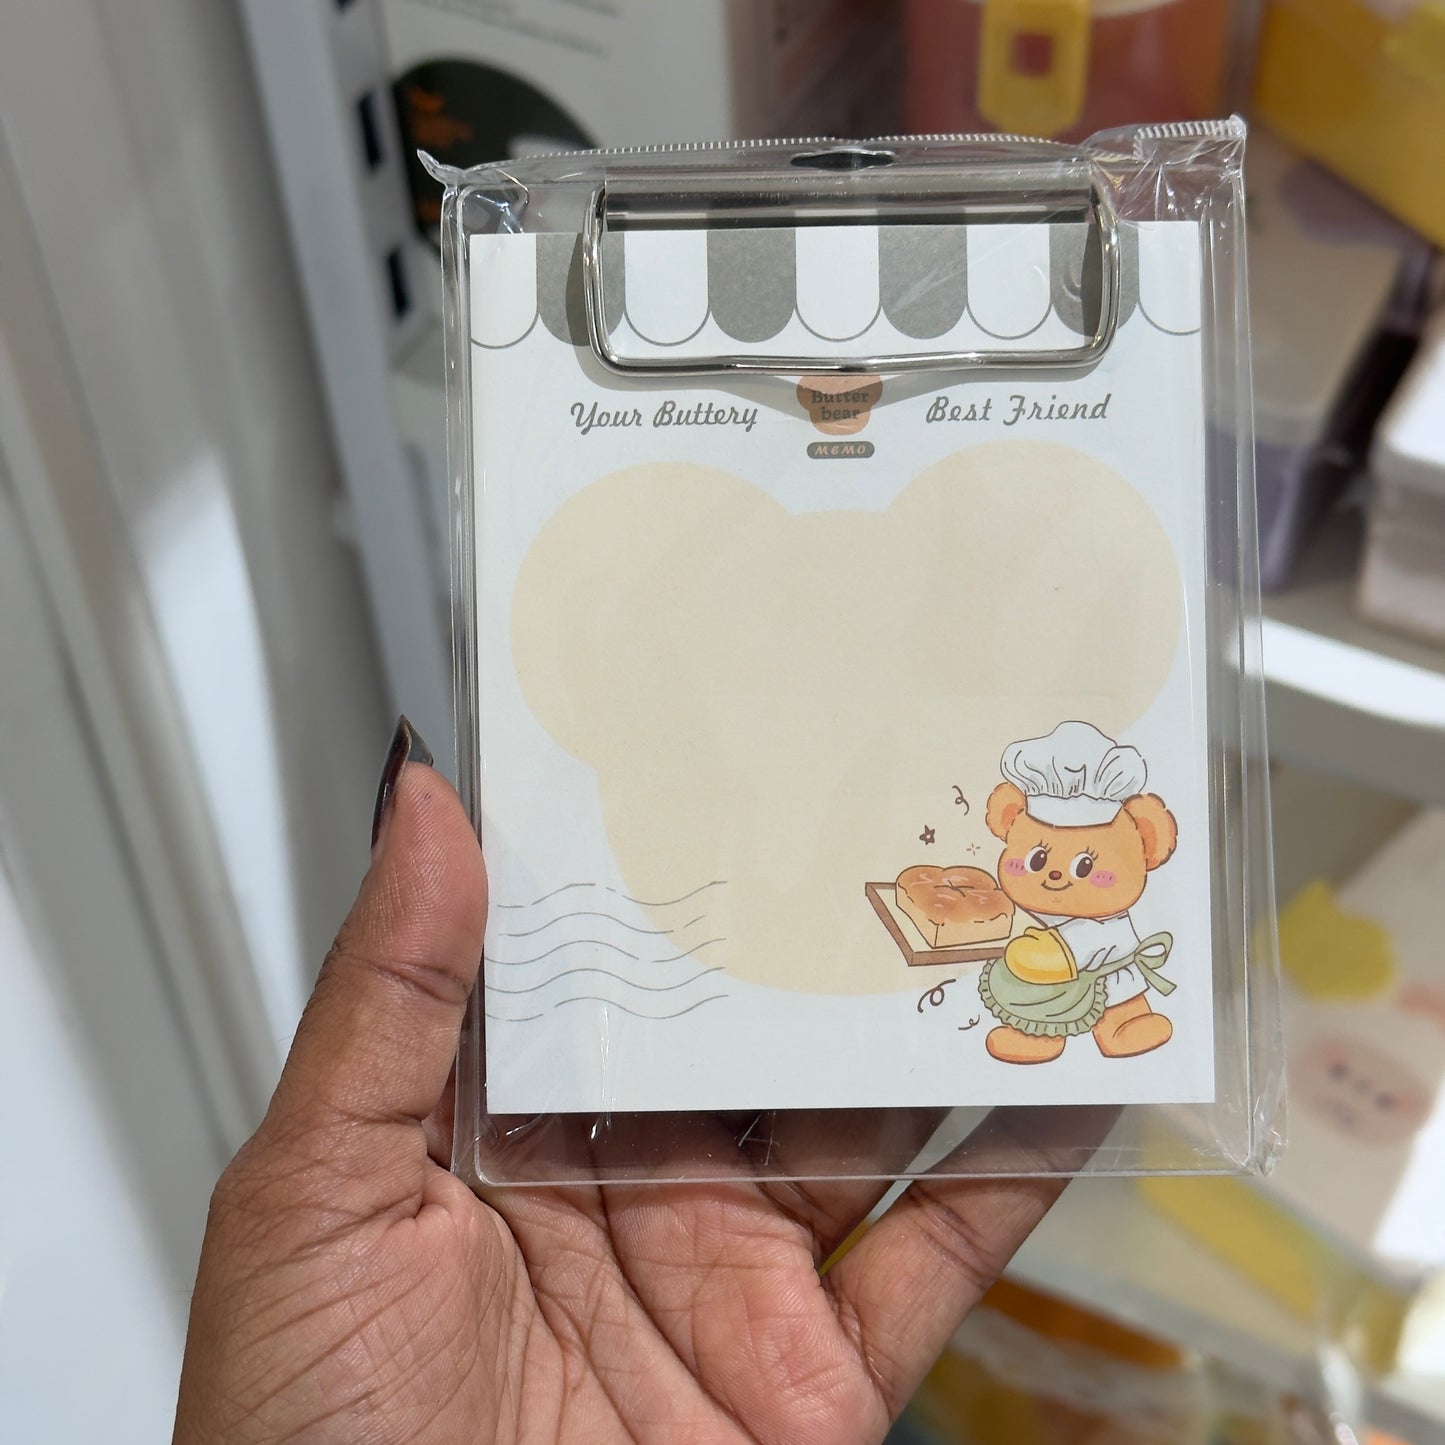 Your Buttery
Butter
bear
Best Friend
MEMO